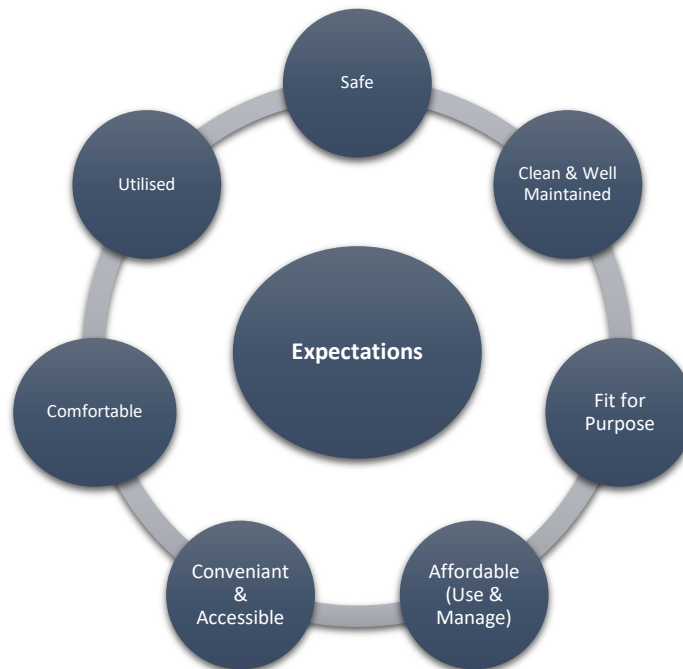 Safe
Clean & Well
Maintained
Fit for
Purpose
Affordable
(Use &
Manage)
Conveniant
&
Accessible
Comfortable
Utilised
Expectations